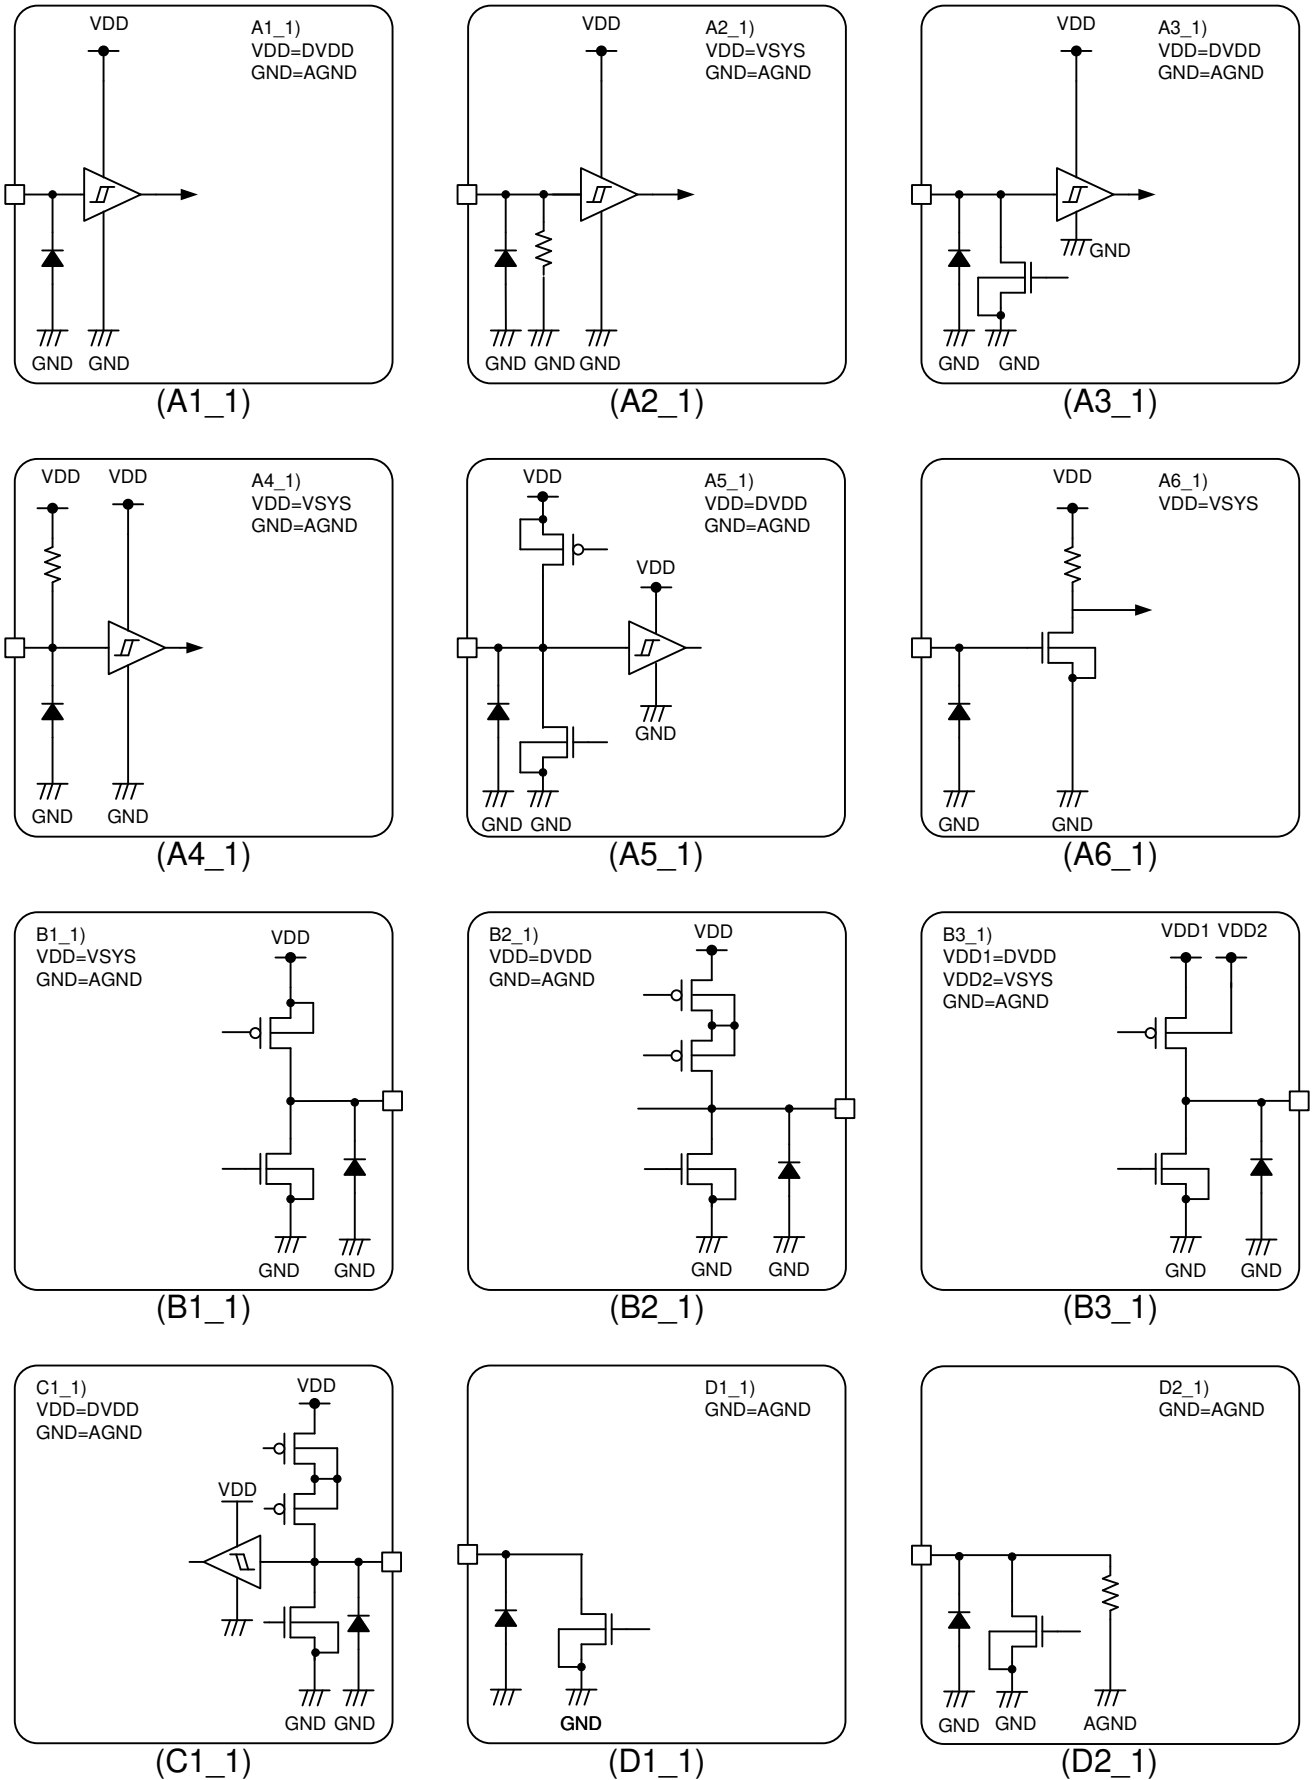 VDD
A1_1)
VDD=DVDD
GND=AGND
GND GND
(A1_1)
VDD
A2_1)
VDD=VSYS
GND=AGND
GND GND GND
(A2_1)
VDD
A3_1)
VDD=DVDD
GND=AGND
GND
GND GND
(A3_1)
VDD VDD
A4_1)
VDD=VSYS
GND=AGND
GND GND
(A4_1)
VDD
A5_1)
VDD=DVDD
GND=AGND
VDD
GND
GND GND
(A5_1)
VDD
A6_1)
VDD=VSYS
GND GND
(A6_1)
B1_1)
VDD=VSYS
GND=AGND
VDD
GND GND
(B1_1)
B2_1)
VDD=DVDD
GND=AGND
VDD
GND GND
(B2_1)
B3_1)
VDD1=DVDD
VDD2=VSYS
GND=AGND
VDD1 VDD2
GND GND
(B3_1)
C1_1)
VDD=DVDD
GND=AGND
VDD
VDD
GND GND
(C1_1)
D1_1)
GND=AGND
GND
(D1_1)
D2_1)
GND=AGND
GND GND AGND
(D2_1)